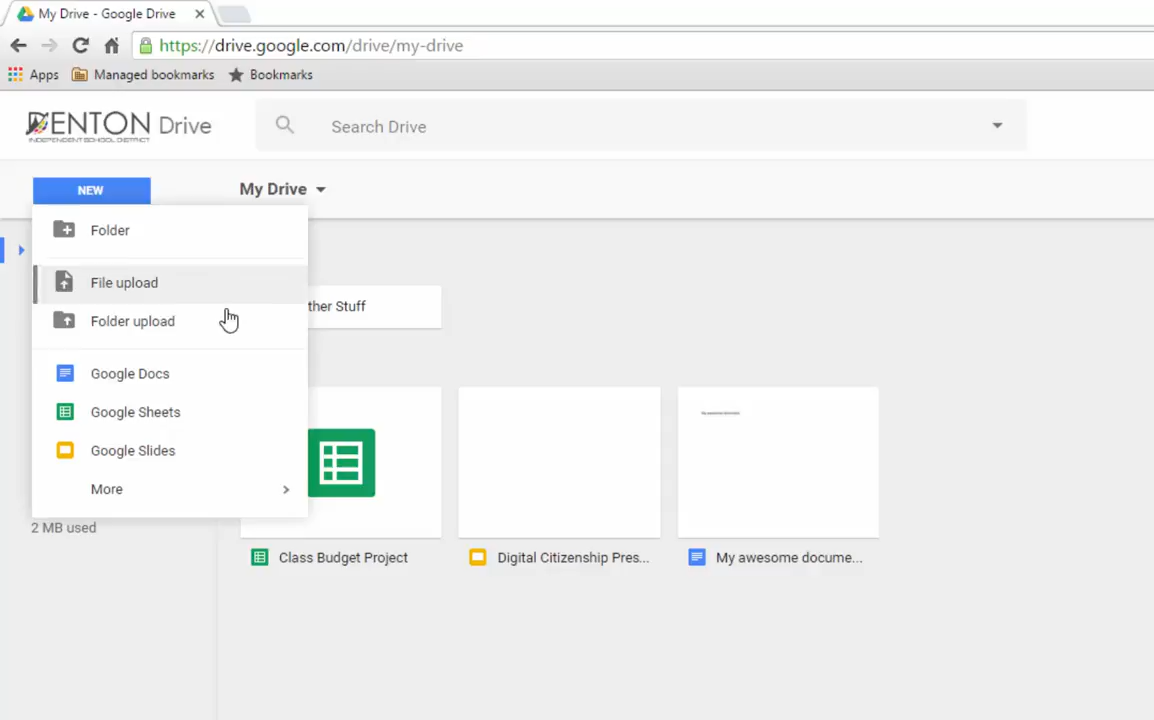 My Drive - Google Drive
https://drive.google.com/drive/my-drive
Apps Managed bookmarks Bookmarks
DENTON Drive
INDEPENDENT SCHOOL DISTRICT
Search Drive
NEW
My Drive
Folder
File upload
ther Stuff
Folder upload
Google Docs
Google Sheets
Google Slides
More
2 MB used
Class Budget Project
Digital Citizenship Pres...
My awesome docume...